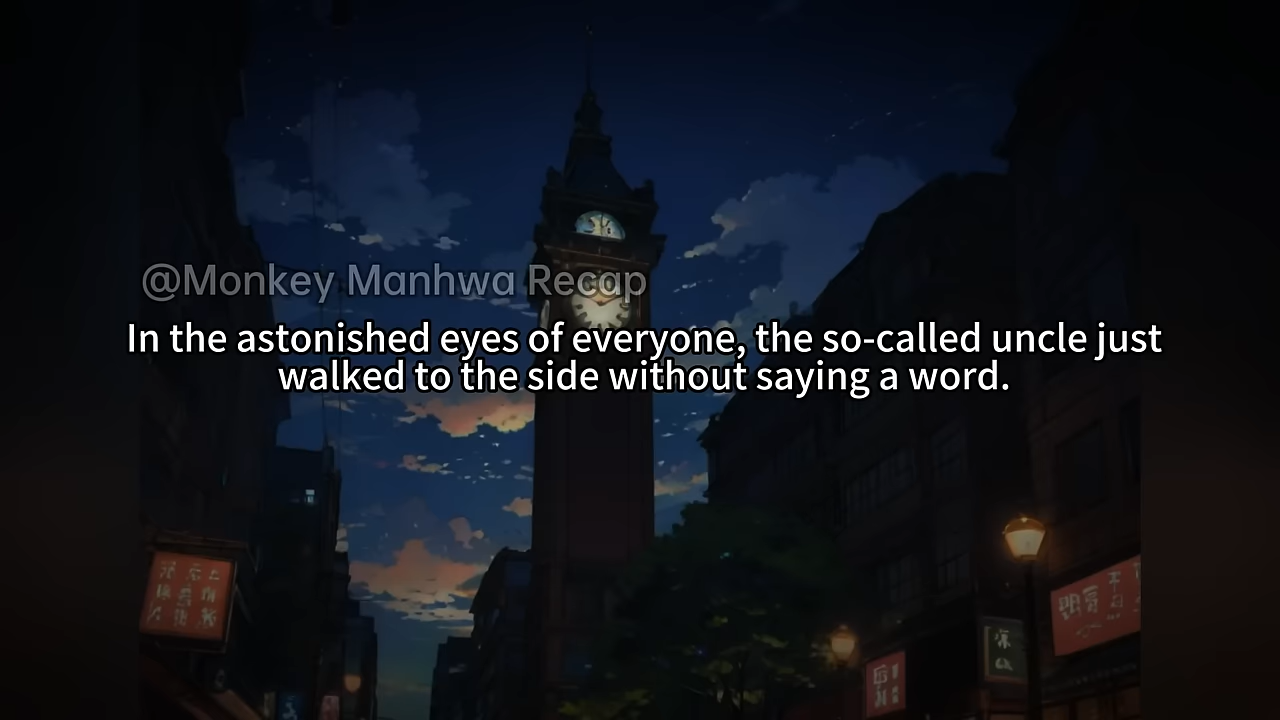 @Monkey Manhwa Recap
In the astonished eyes of everyone, the so-called uncle just
walked to the side without saying a word.